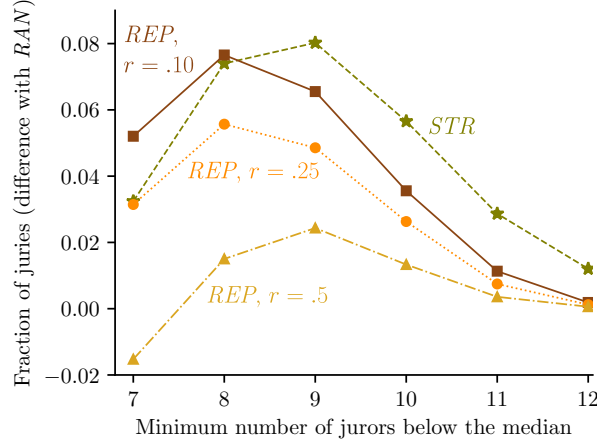 Fraction of juries (difference with RAN)
0.08
0.06
0.04
0.02
0.00
−0.02
REP,
r = .10
STR
REP, r = .25
REP, r = .5
7 8 9 10 11 12
Minimum number of jurors below the median